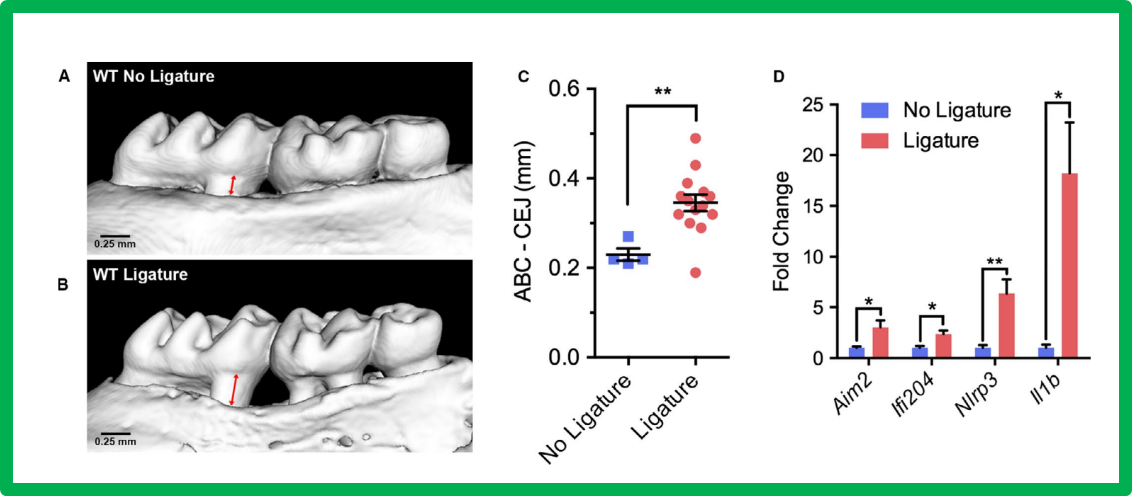 A
WT No Ligature
0.25 mm
B
WT Ligature
0.25 mm
C
ABC - CEJ (mm)
0.6
0.4
0.2
0.0
**
No Ligature
Ligature
D
Fold Change
25
20
15
10
5
0
No Ligature
Ligature
*
*
**
*
Aim2
Ifi204
Nlrp3
Il1b